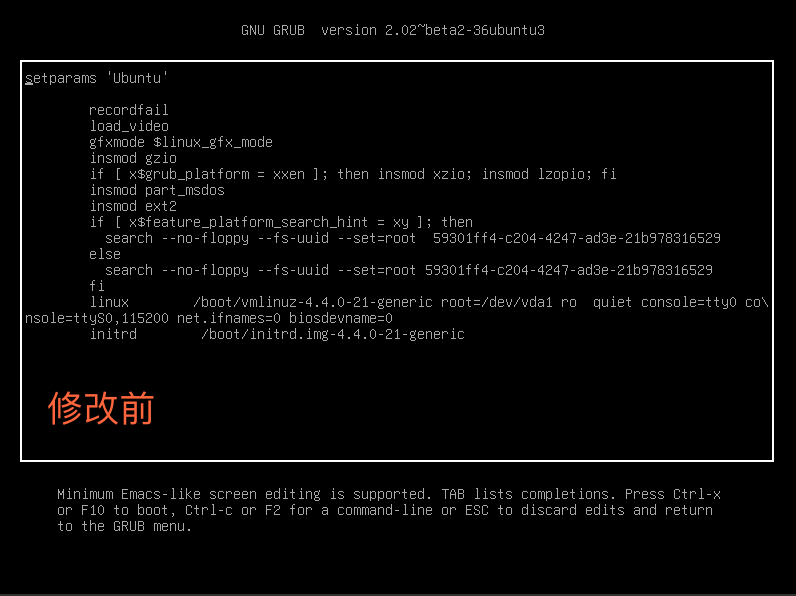 GNU GRUB  version 2.02~beta2-36ubuntu3
setparams 'Ubuntu'
recordfail
load_video
gfxmode $linux_gfx_mode
insmod gzio
if [ x$grub_platform = xxen ]; then insmod xzio; insmod lzopio; fi
insmod part_msdos
insmod ext2
if [ x$feature_platform_search_hint = xy ]; then
search --no-floppy --fs-uuid --set=root  59301ff4-c204-4247-ad3e-21b978316529
else
search --no-floppy --fs-uuid --set=root 59301ff4-c204-4247-ad3e-21b978316529
fi
linux        /boot/vmlinuz-4.4.0-21-generic root=/dev/vda1 ro  quiet console=tty0 co\
nsole=ttyS0,115200 net.ifnames=0 biosdevname=0
initrd        /boot/initrd.img-4.4.0-21-generic
修改前
Minimum Emacs-like screen editing is supported. TAB lists completions. Press Ctrl-x
or F10 to boot, Ctrl-c or F2 for a command-line or ESC to discard edits and return
to the GRUB menu.